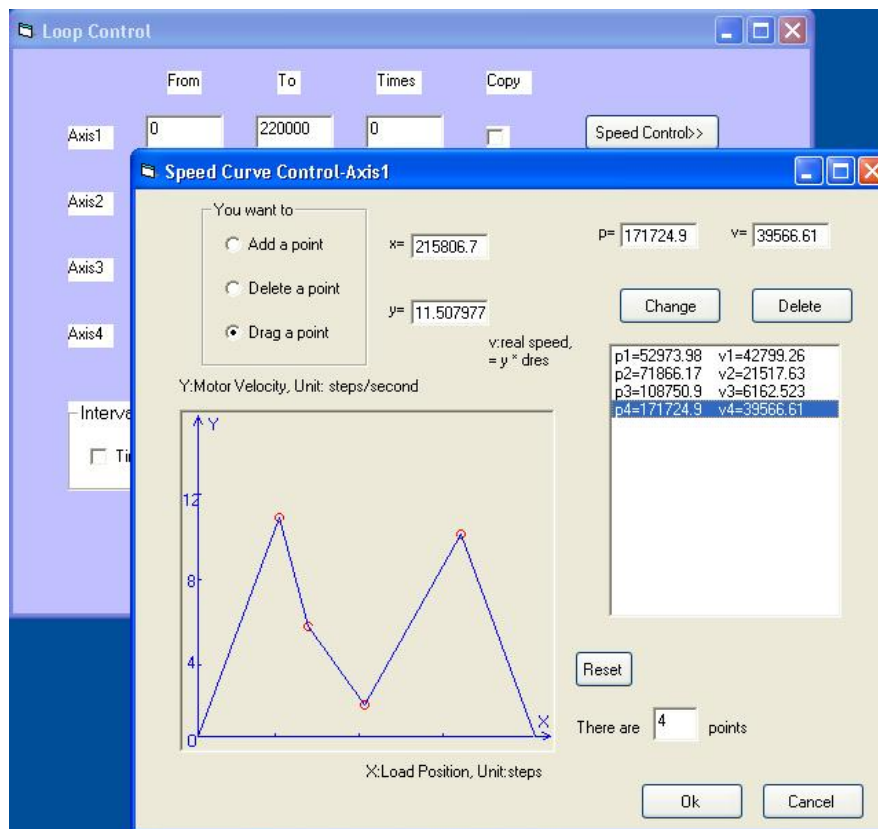 Loop Control
From To Times Copy
Axis1 0 220000 0 Speed Control>>
Speed Curve Control-Axis1
Axis2
Axis3
Axis4
Interva
Ti
You want to
Add a point
Delete a point
Drag a point
x= 215806.7
y= 11.507977
v:real speed,
= y * dres
p= 171724.9 v= 39566.61
Change Delete
p1=52973.98 v1=42799.26
p2=71866.17 v2=21517.63
p3=108750.9 v3=6162.523
p4=171724.9 v4=39566.61
Y:Motor Velocity, Unit: steps/second
Y
12
8
4
0
X
X:Load Position, Unit:steps
Reset
There are 4 points
Ok Cancel